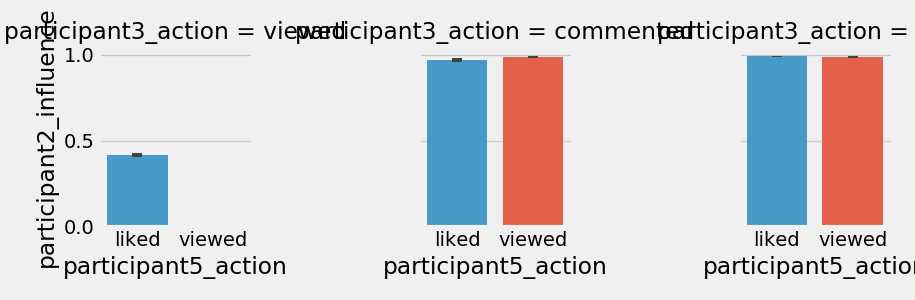 participant3_action = viewed
participant3_action = commented
participant3_action =
participant2_influence
1.0
0.5
0.0
liked viewed
liked viewed
liked viewed
participant5_action
participant5_action
participant5_action